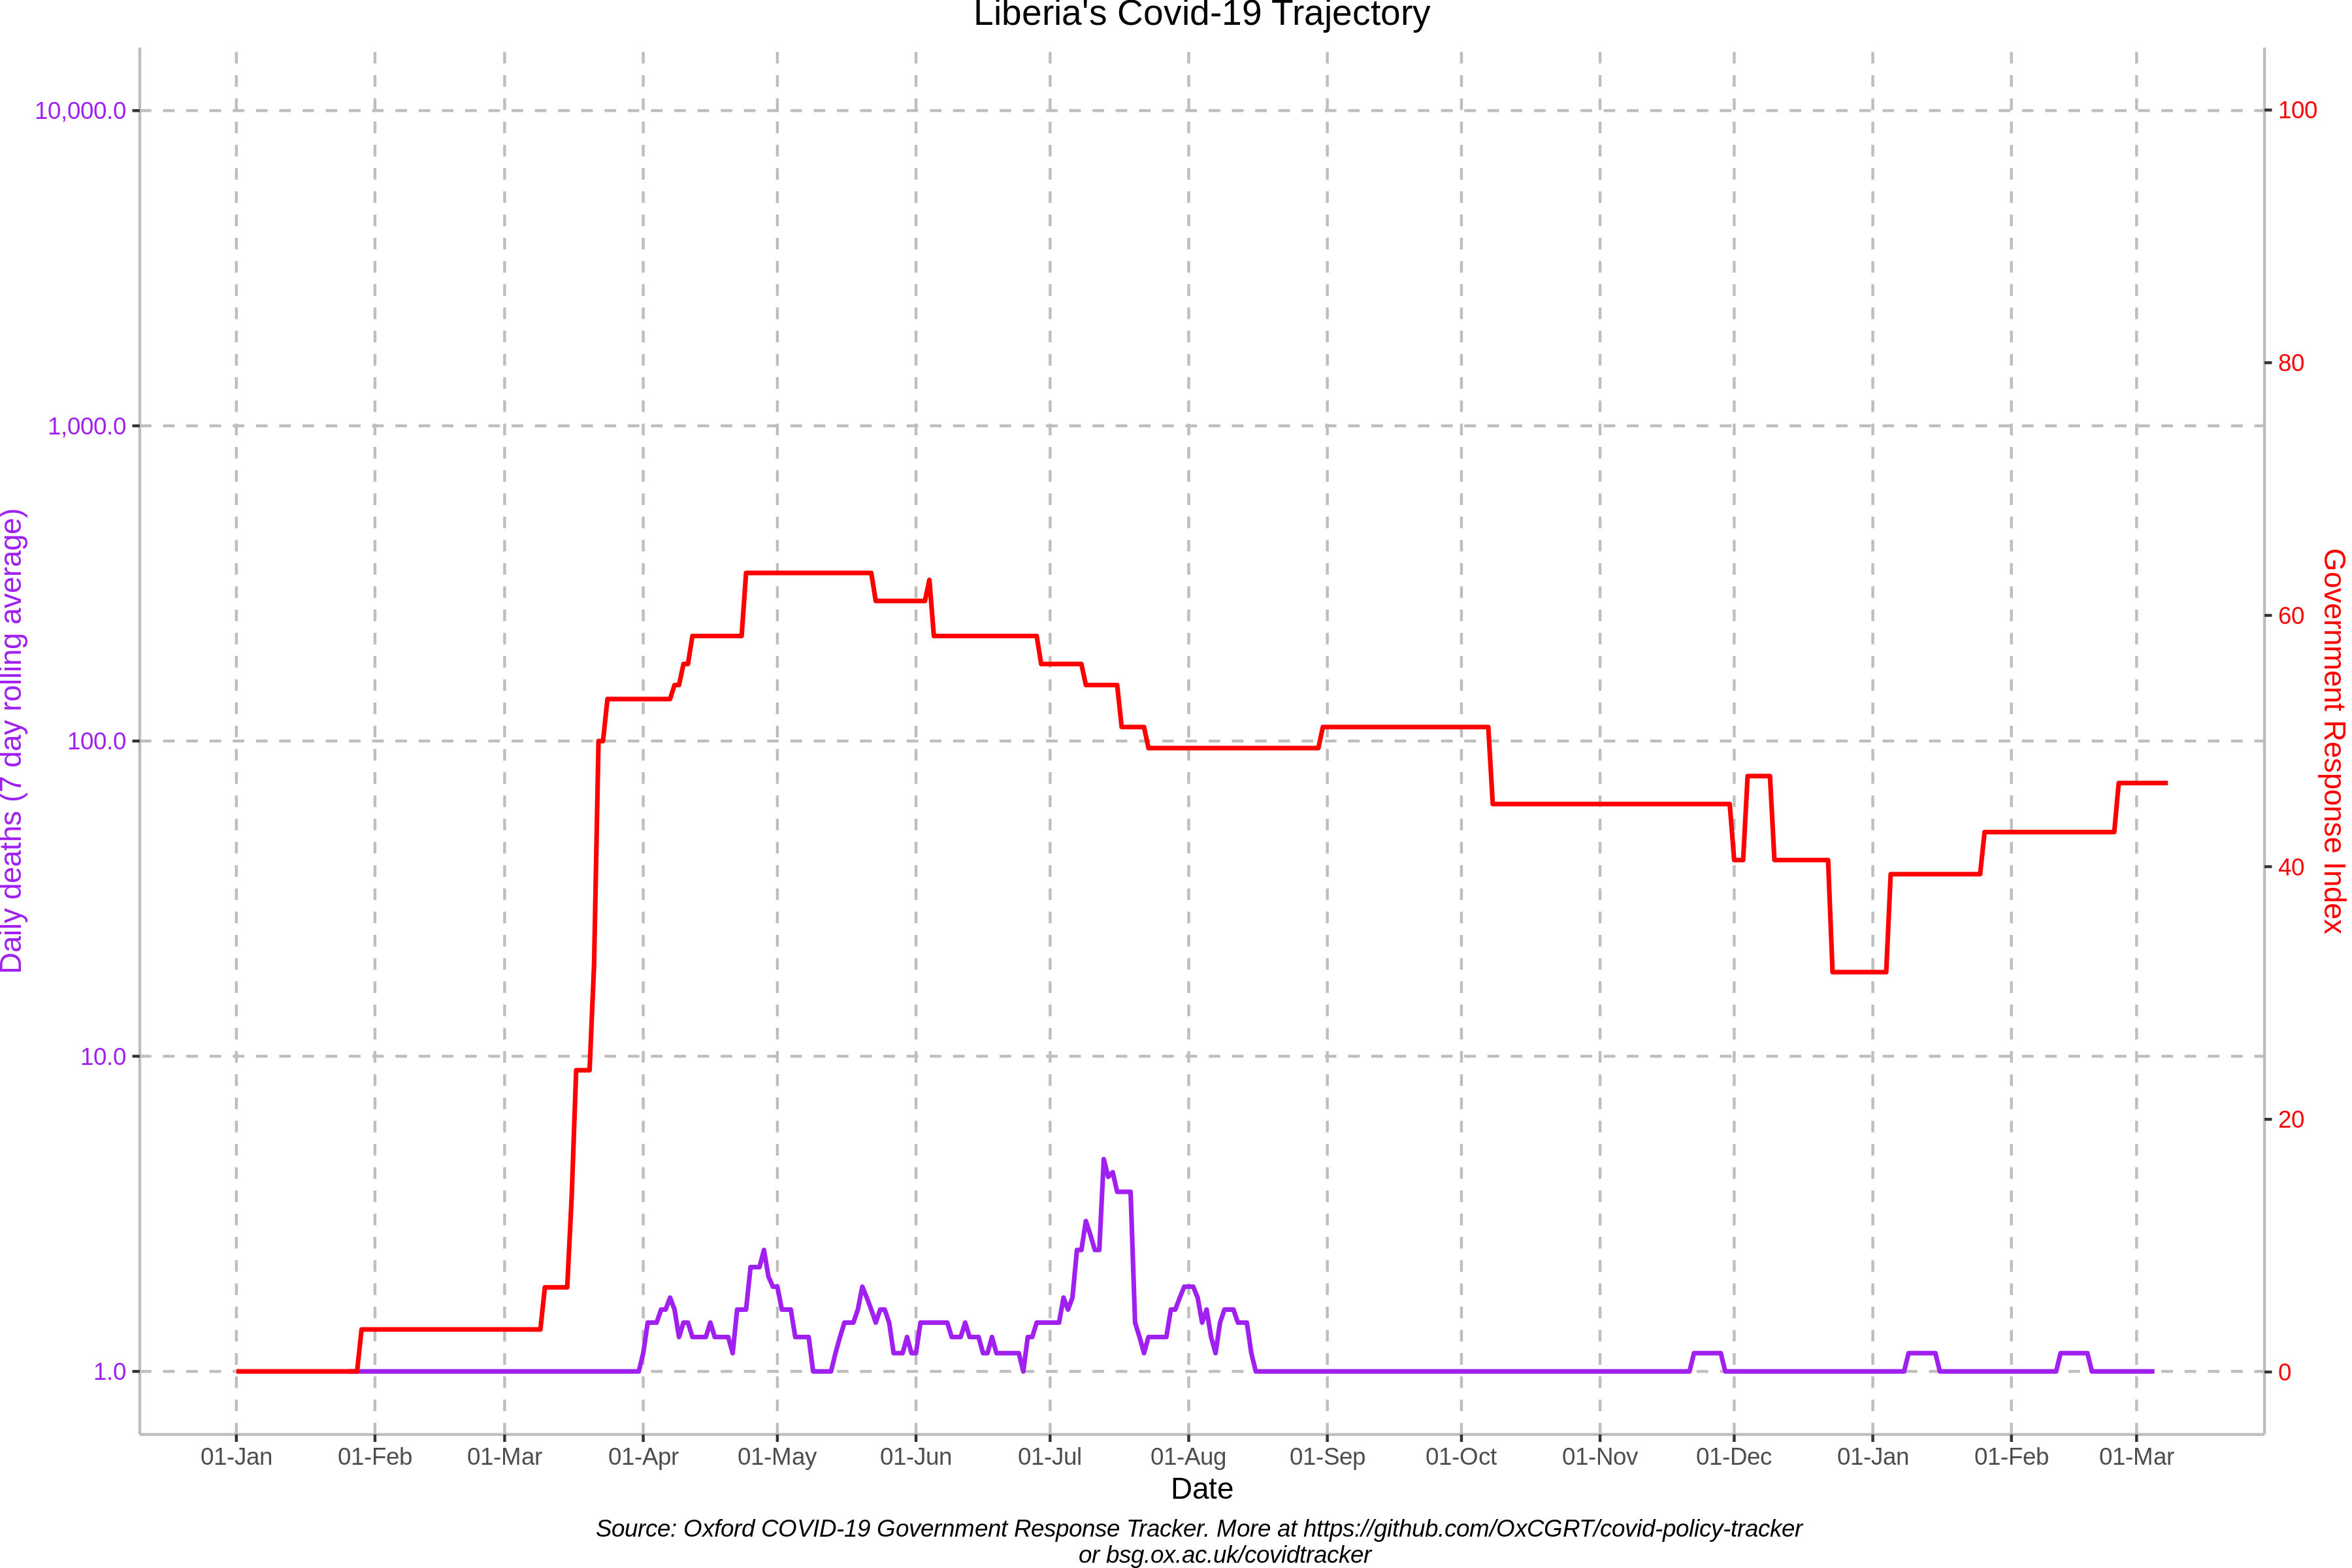 Liberia's Covid-19 Trajectory
10,000.0
1,000.0
100.0
10.0
1.0
Daily deaths (7 day rolling average)
100
80
60
40
20
0
Government Response Index
01-Jan 01-Feb 01-Mar 01-Apr 01-May 01-Jun 01-Jul 01-Aug 01-Sep 01-Oct 01-Nov 01-Dec 01-Jan 01-Feb 01-Mar
Date
Source: Oxford COVID-19 Government Response Tracker. More at https://github.com/OxCGRT/covid-policy-tracker
or bsg.ox.ac.uk/covidtracker